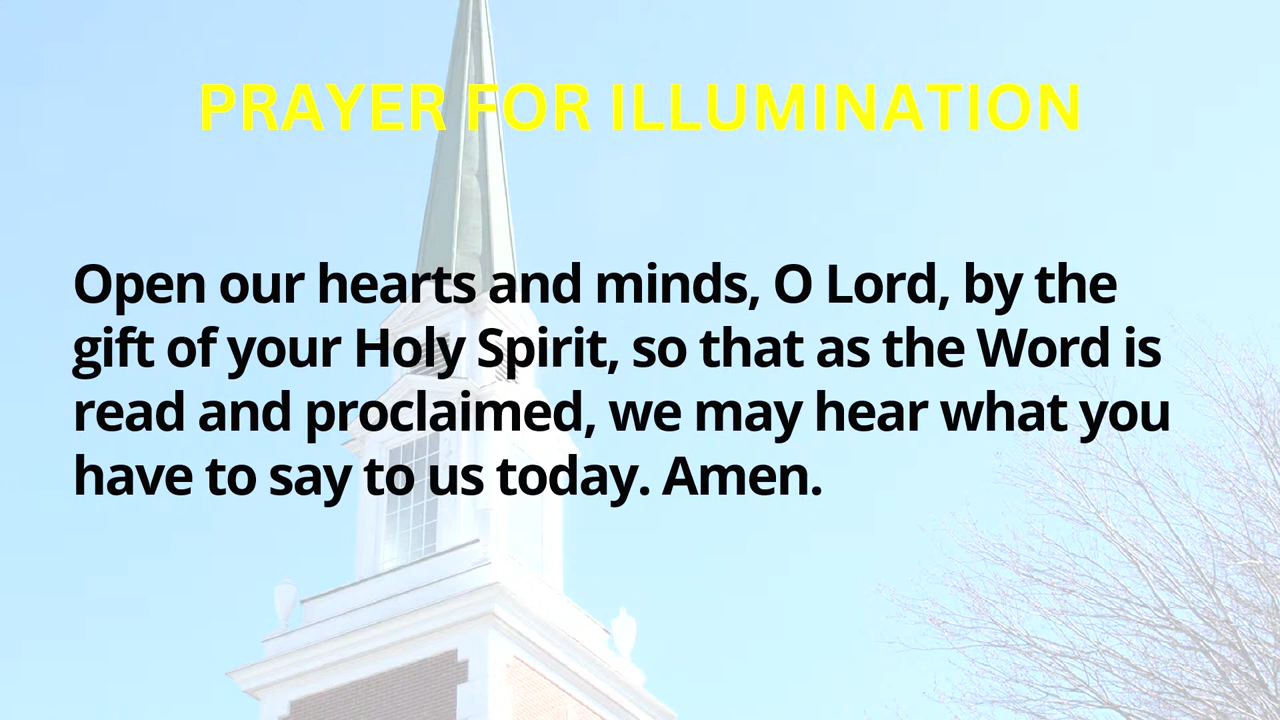 PRAYER FOR ILLUMINATION
Open our hearts and minds, O Lord, by the
gift of your Holy Spirit, so that as the Word is
read and proclaimed, we may hear what you
have to say to us today. Amen.